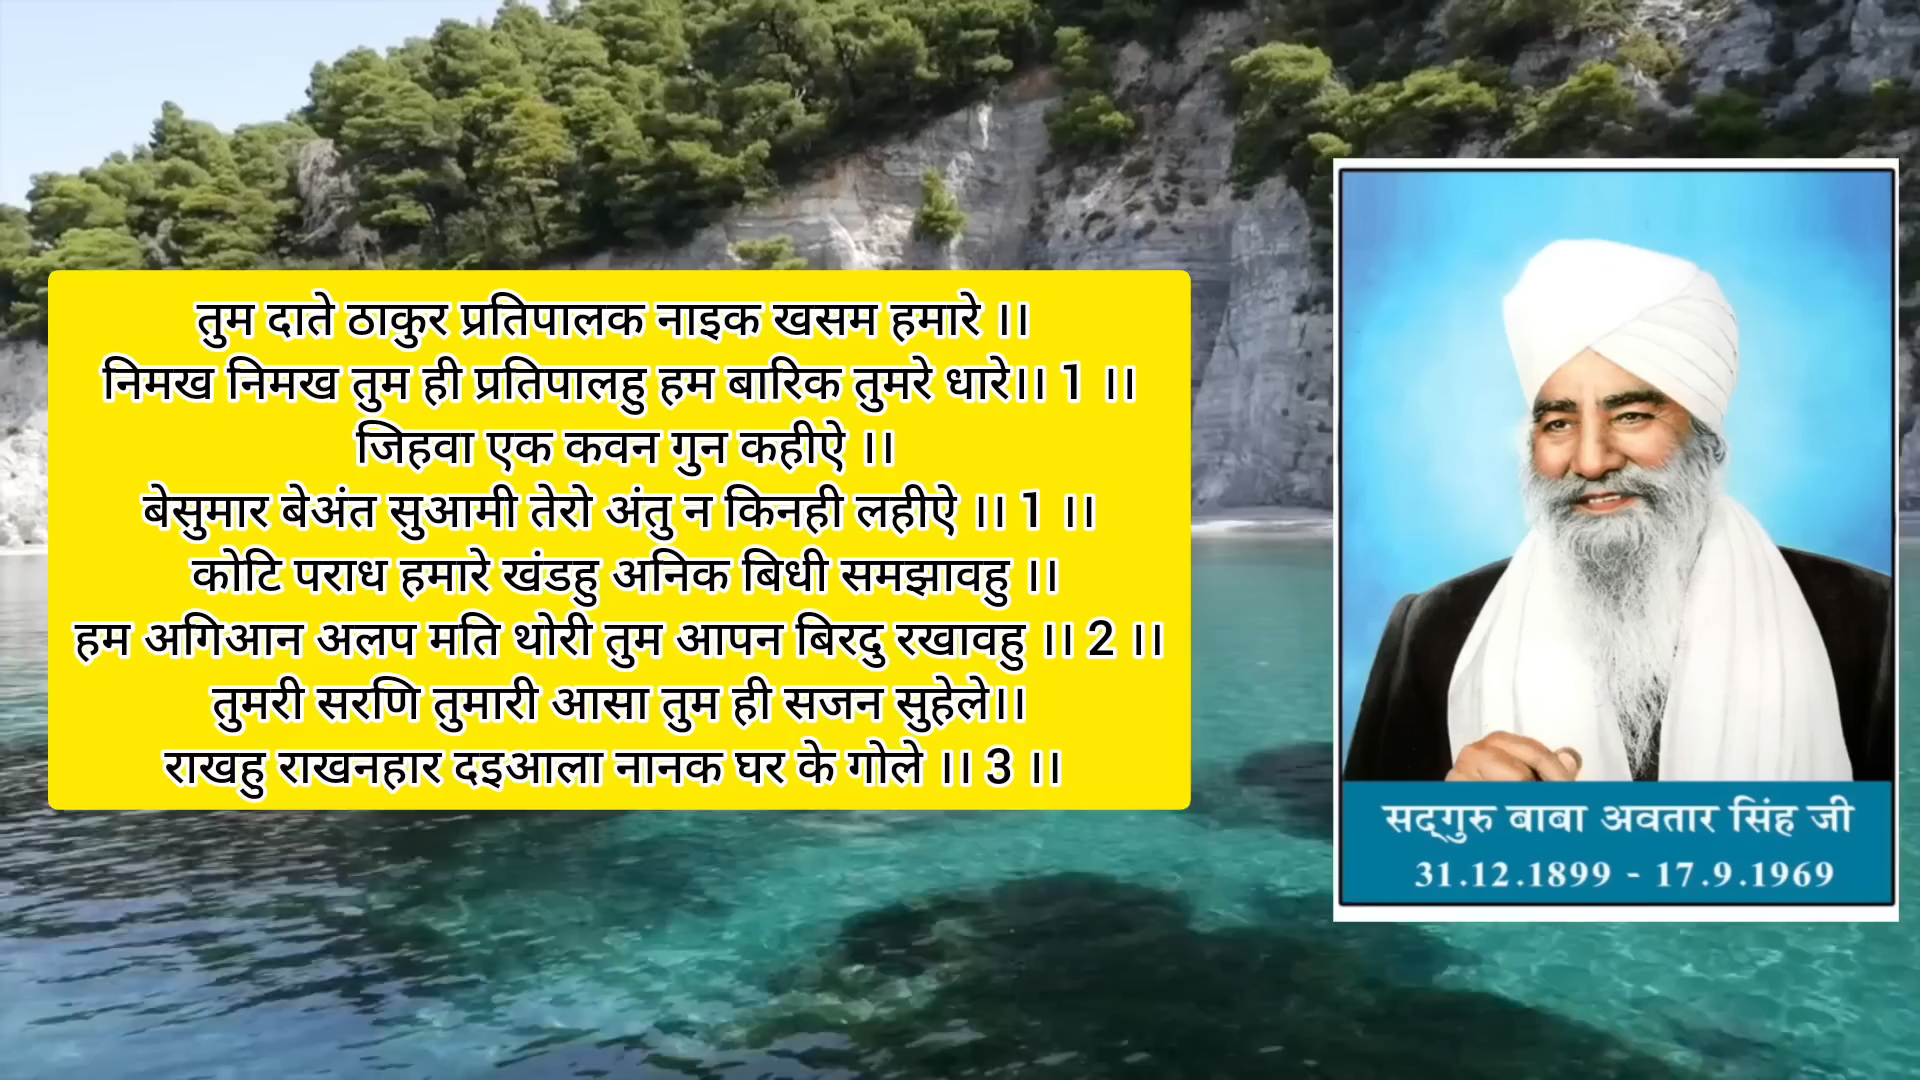 तुम दाते ठाकुर प्रतिपालक नाइक खसम हमारे ।।
निमख निमख तुम ही प्रतिपालहु हम बारिक तुमरे धारे।। 1 ।।
जिहवा एक कवन गुन कहीऐ ।।
बेसुमार बेअंत सुआमी तेरो अंतु न किनही लहीऐ ।। 1 ।।
कोटि पराध हमारे खंडहु अनिक बिधी समझावहु ।।
हम अगिआन अलप मति थोरी तुम आपन बिरदु रखावहु ।। 2 ।।
तुमरी सरणि तुमारी आसा तुम ही सजन सुहेले।।
राखहु राखनहार दइआला नानक घर के गोले ।। 3 ।।
सद्गुरु बाबा अवतार सिंह जी
31.12.1899 - 17.9.1969